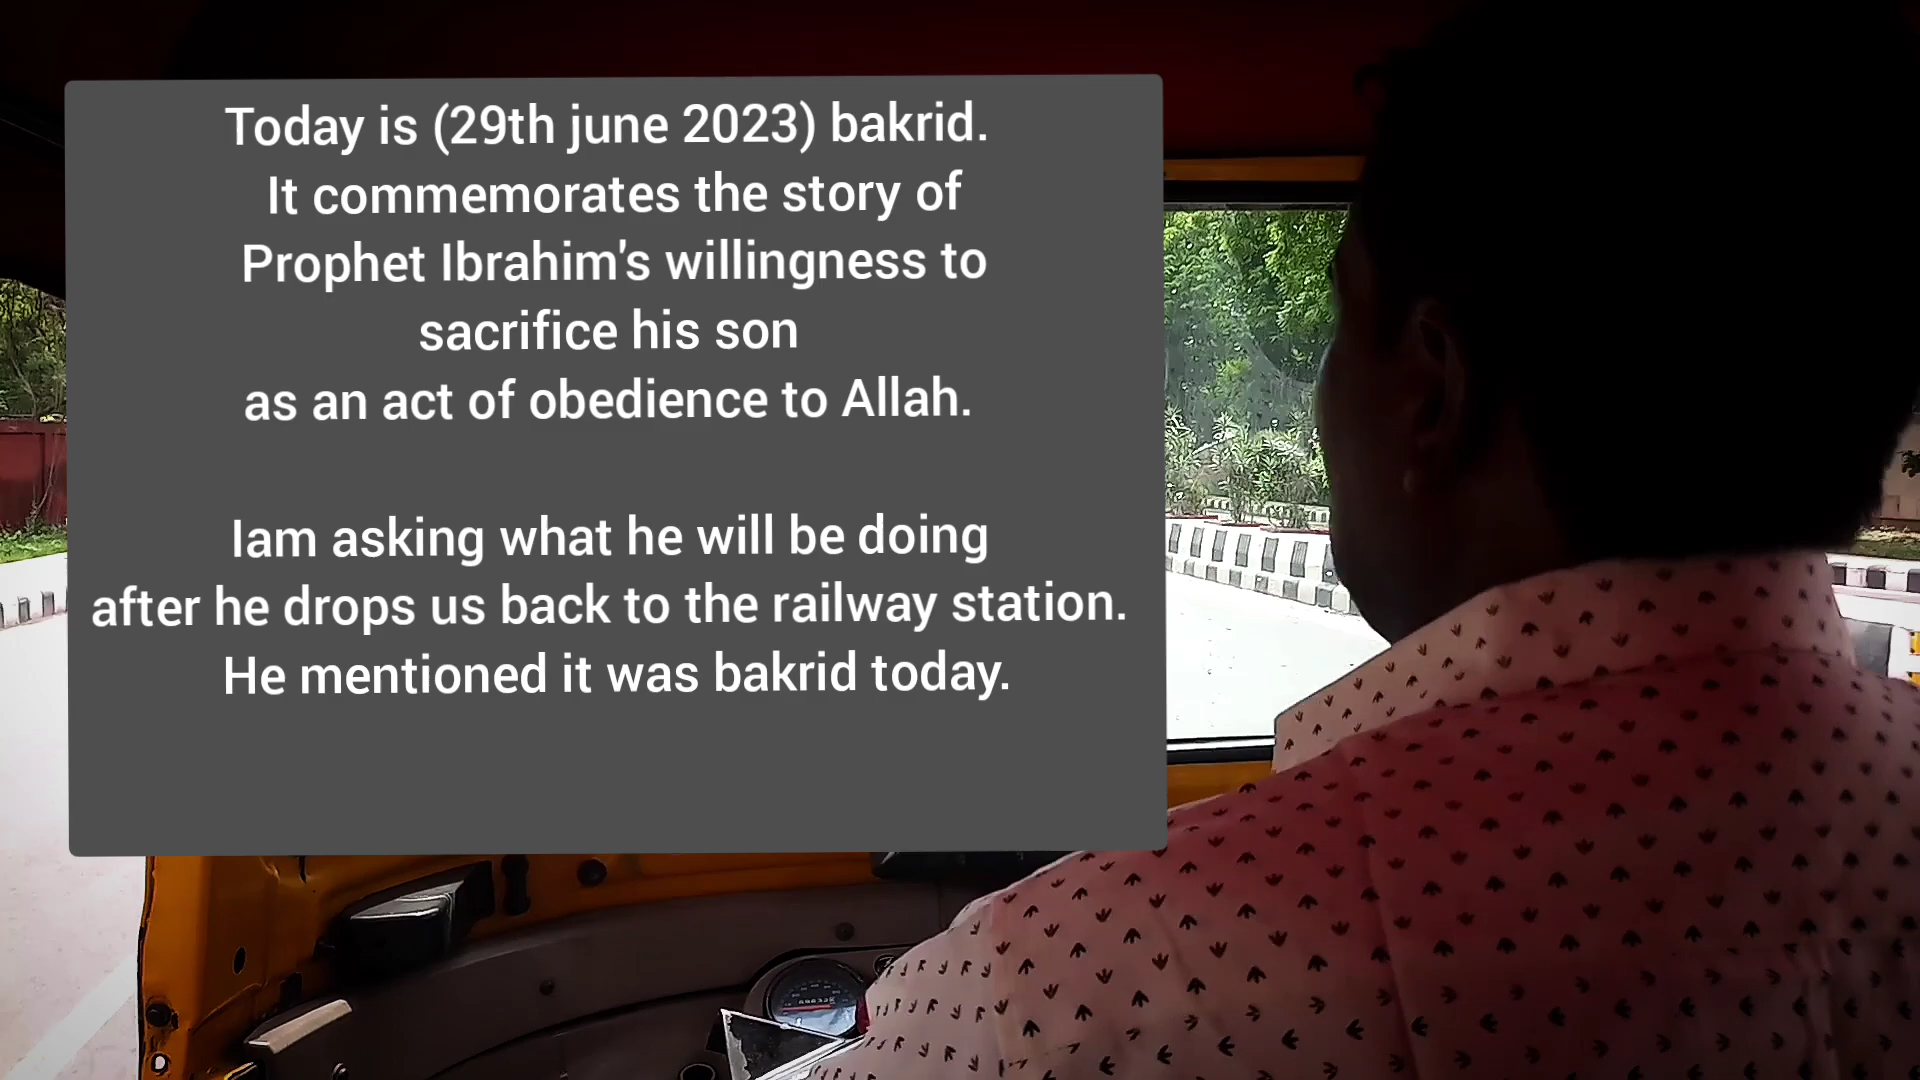 Today is (29th june 2023) bakrid.
It commemorates the story of
Prophet Ibrahim's willingness to
sacrifice his son
as an act of obedience to Allah.
Iam asking what he will be doing
after he drops us back to the railway station.
He mentioned it was bakrid today.